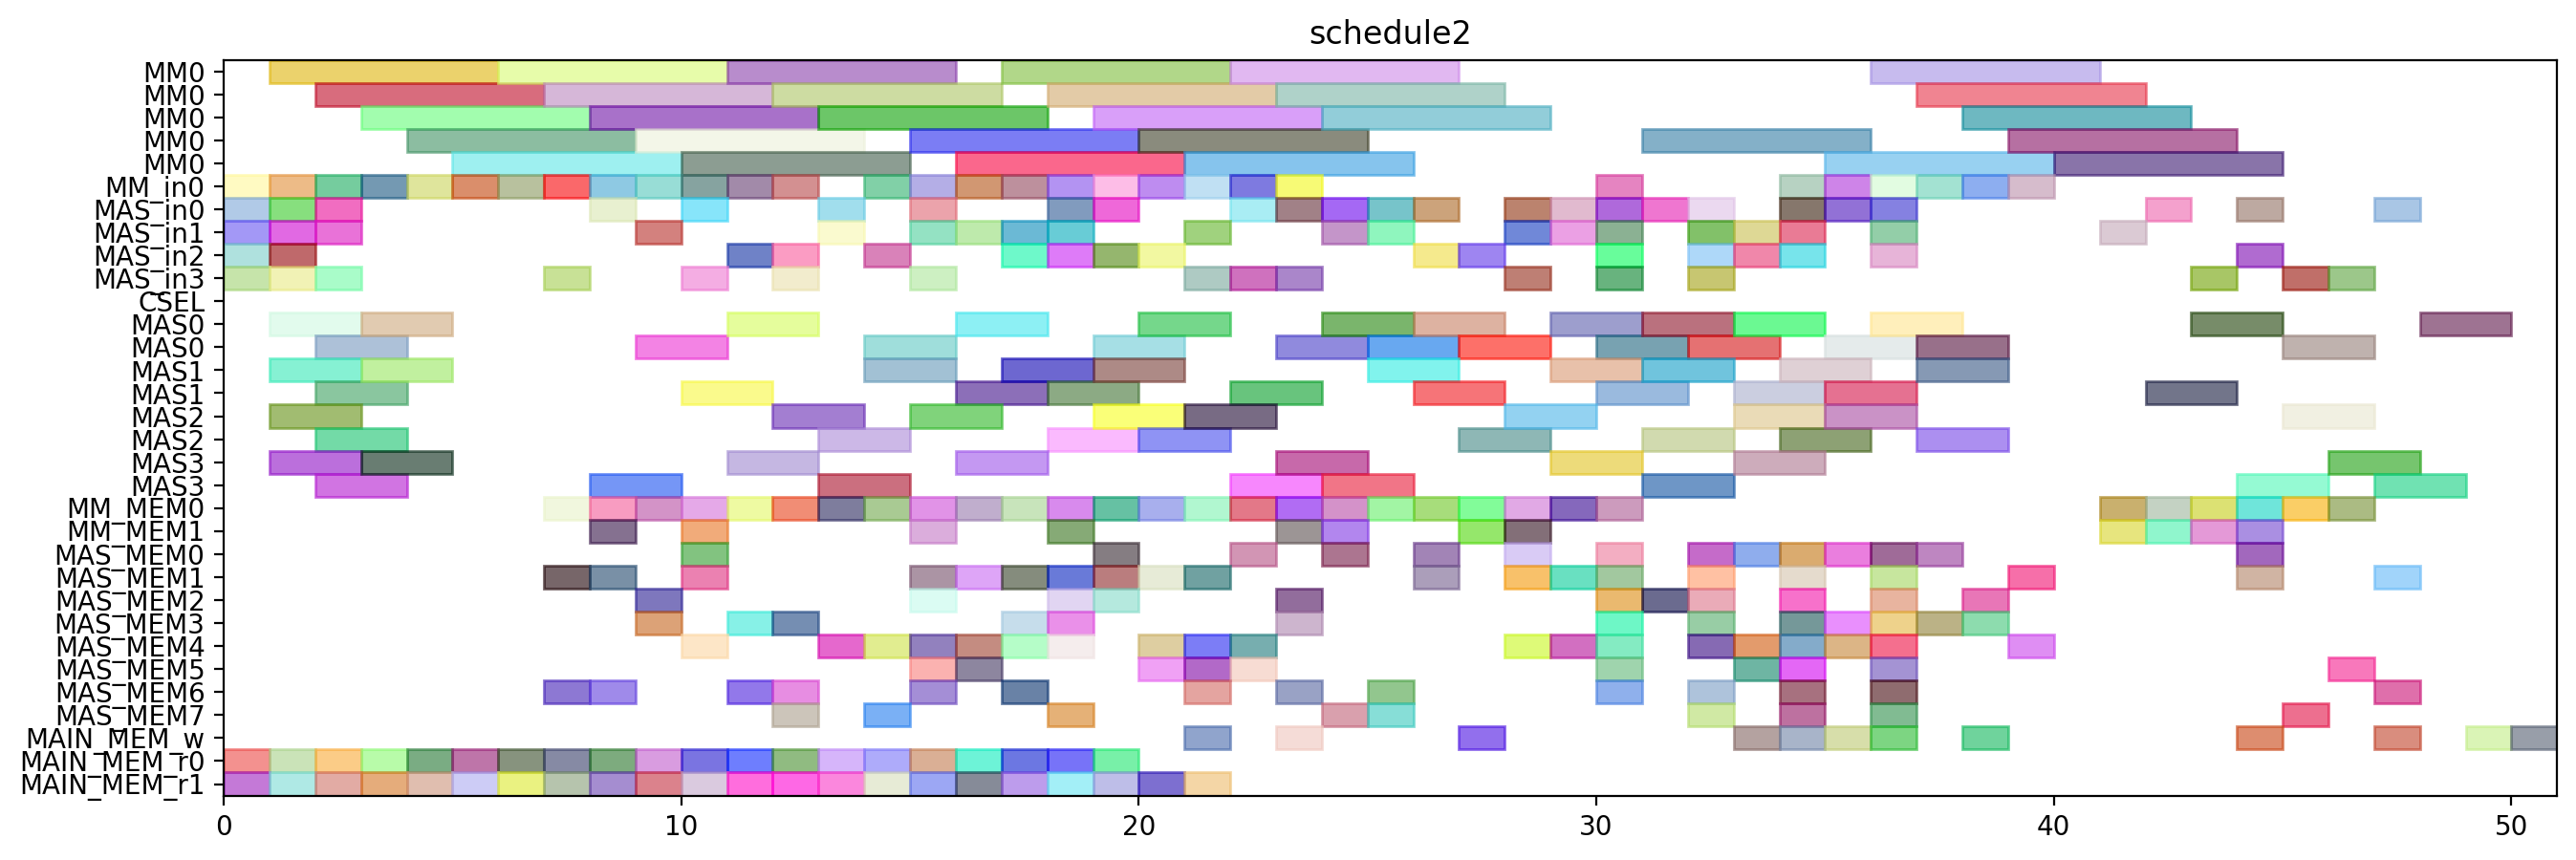 schedule2
MM0
MM0
MM0
MM0
MM0
MM_in0
MAS_in0
MAS_in1
MAS_in2
MAS_in3
CSEL
MAS0
MAS0
MAS1
MAS1
MAS2
MAS2
MAS3
MAS3
MM_MEM0
MM_MEM1
MAS_MEM0
MAS_MEM1
MAS_MEM2
MAS_MEM3
MAS_MEM4
MAS_MEM5
MAS_MEM6
MAS_MEM7
MAIN_MEM_w
MAIN_MEM_r0
MAIN_MEM_r1
0 10 20 30 40 50